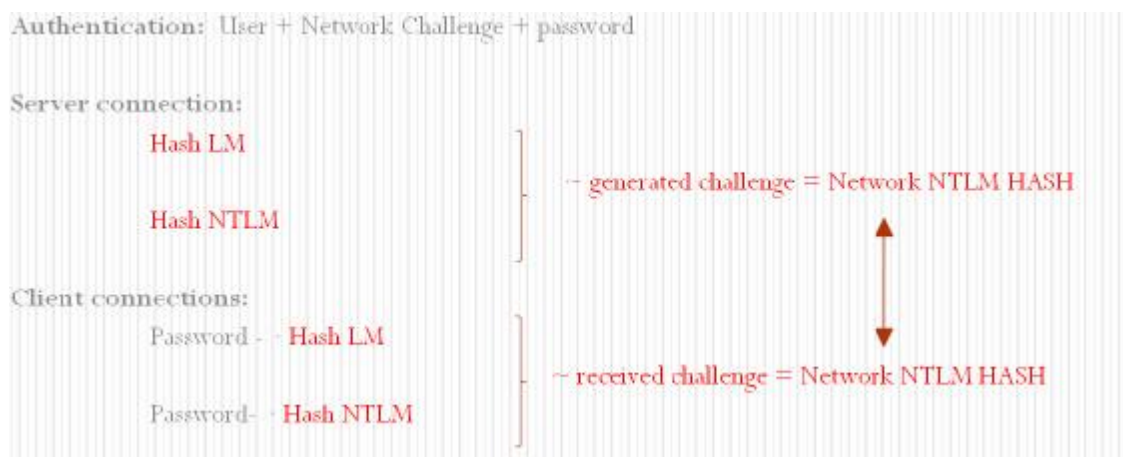 Authentication: User + Network Challenge + password
Server connection:
Hash LM
~ generated challenge = Network NTLM HASH
Hash NTLM
Client connections:
Password - - Hash LM
~ received challenge = Network NTLM HASH
Password- - Hash NTLM